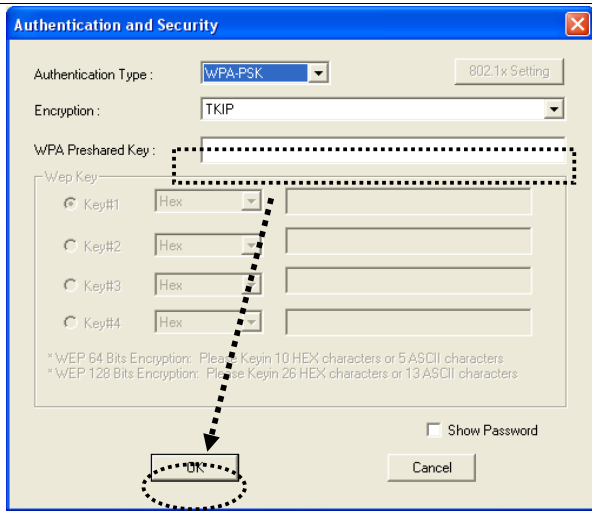 Authentication and Security
Authentication Type : WPA-PSK 802.1x Setting
Encryption : TKIP
WPA Preshared Key :
Wep Key
Key#1 Hex
Key#2 Hex
Key#3 Hex
Key#4 Hex
* WEP 64 Bits Encryption: Please Keyin 10 HEX characters or 5 ASCII characters
* WEP 128 Bits Encryption: Please Keyin 26 HEX characters or 13 ASCII characters
Show Password
OK Cancel